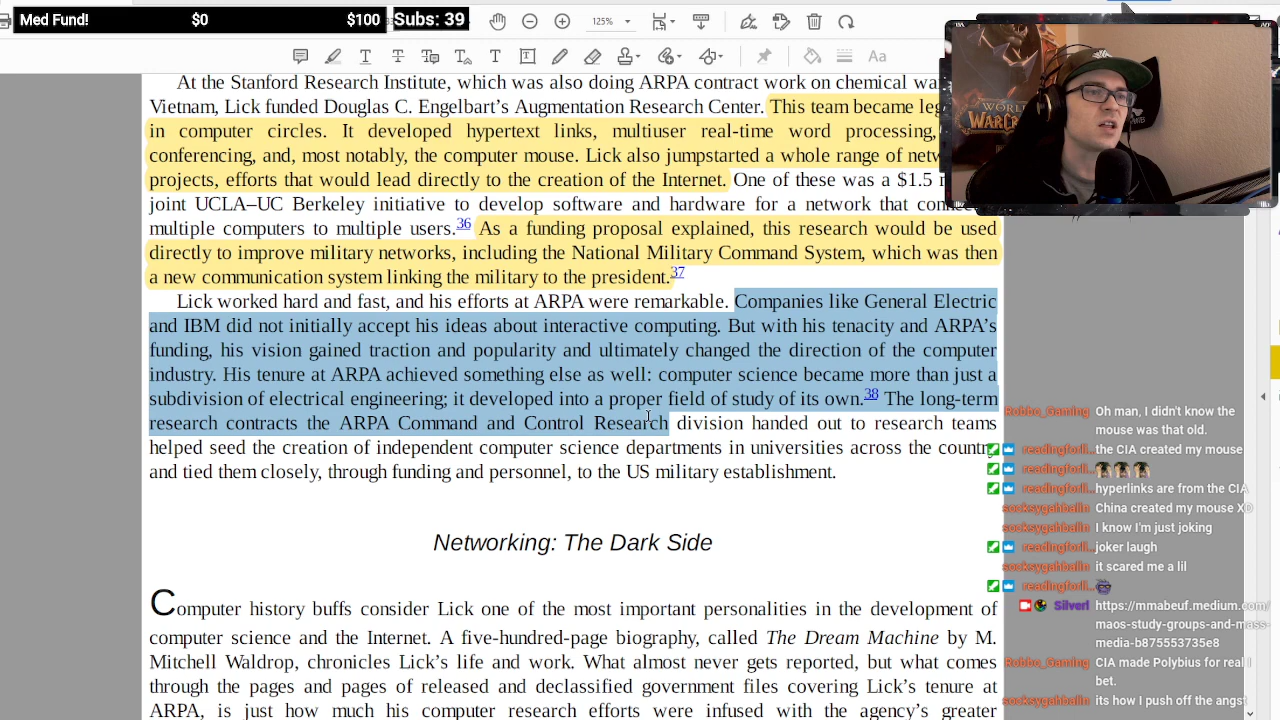 Med Fund! $0 $100 Subs: 39
125%
Aa
At the Stanford Research Institute, which was also doing ARPA contract work on chemical
Vietnam, Lick funded Douglas C. Engelbart's Augmentation Research Center. This team became
in computer circles. It developed hypertext links, multiuser real-time word processing,
conferencing, and, most notably, the computer mouse. Lick also jumpstarted a whole range of
projects, efforts that would lead directly to the creation of the Internet. One of these was a $1.5
joint UCLA–UC Berkeley initiative to develop software and hardware for a network that
multiple computers to multiple users.36 As a funding proposal explained, this research would be used
directly to improve military networks, including the National Military Command System, which was then
a new communication system linking the military to the president.37
Lick worked hard and fast, and his efforts at ARPA were remarkable. Companies like General Electric
and IBM did not initially accept his ideas about interactive computing. But with his tenacity and ARPA's
funding, his vision gained traction and popularity and ultimately changed the direction of the computer
industry. His tenure at ARPA achieved something else as well: computer science became more than just a
subdivision of electrical engineering; it developed into a proper field of study of its own.38 The long-term
research contracts the ARPA Command and Control Research division handed out to research teams
helped seed the creation of independent computer science departments in universities across the country
and tied them closely, through funding and personnel, to the US military establishment.
Networking: The Dark Side
Computer history buffs consider Lick one of the most important personalities in the development of
computer science and the Internet. A five-hundred-page biography, called The Dream Machine by M.
Mitchell Waldrop, chronicles Lick's life and work. What almost never gets reported, but what comes
through the pages and pages of released and declassified government files covering Lick's tenure at
ARPA, is just how much his computer research efforts were infused with the agency's greater
WORLD
WARCRAFT
Robbo_Gaming Oh man, I didn't know the
mouse was that old.
readingforli... the CIA created my mouse
readingforli...
readingforli... hyperlinks are from the CIA
socksygahbalin China created my mouse XD
socksygahbalin I know I'm just joking
readingforli... joker laugh
socksygahbalin it scared me a lil
readingforli...
Silverl https://mmabeuf.medium.com/
maos-study-groups-and-mass-
media-b875553735e8
Robbo_Gaming CIA made Polybius for real I
bet.
socksygahbalin its how I push off the angst